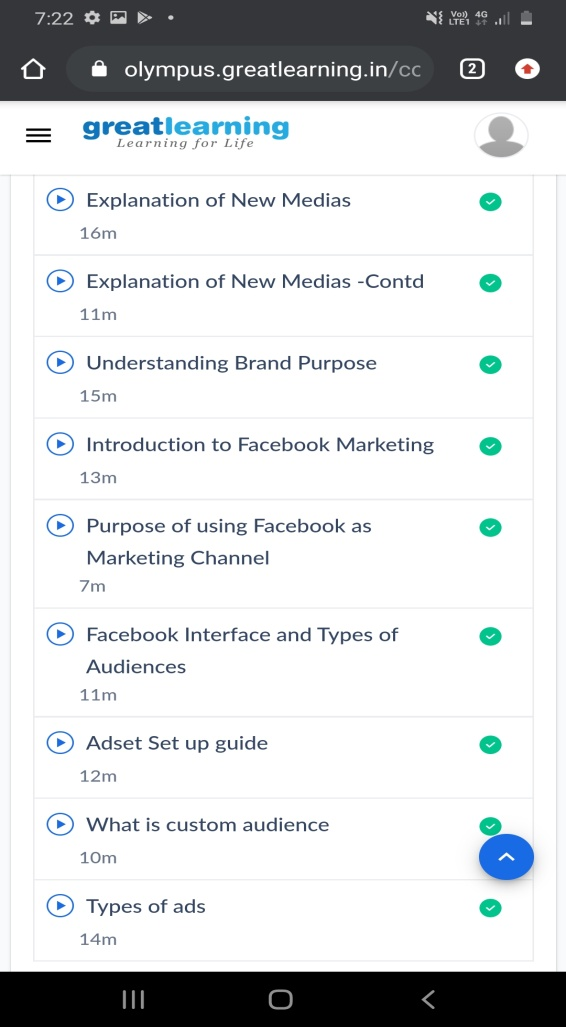 7:22
Vo)) 4G
LTE1
olympus.greatlearning.in/cc
2
greatlearning
Learning for Life
Explanation of New Medias
16m
Explanation of New Medias -Contd
11m
Understanding Brand Purpose
15m
Introduction to Facebook Marketing
13m
Purpose of using Facebook as
Marketing Channel
7m
Facebook Interface and Types of
Audiences
11m
Adset Set up guide
12m
What is custom audience
10m
Types of ads
14m